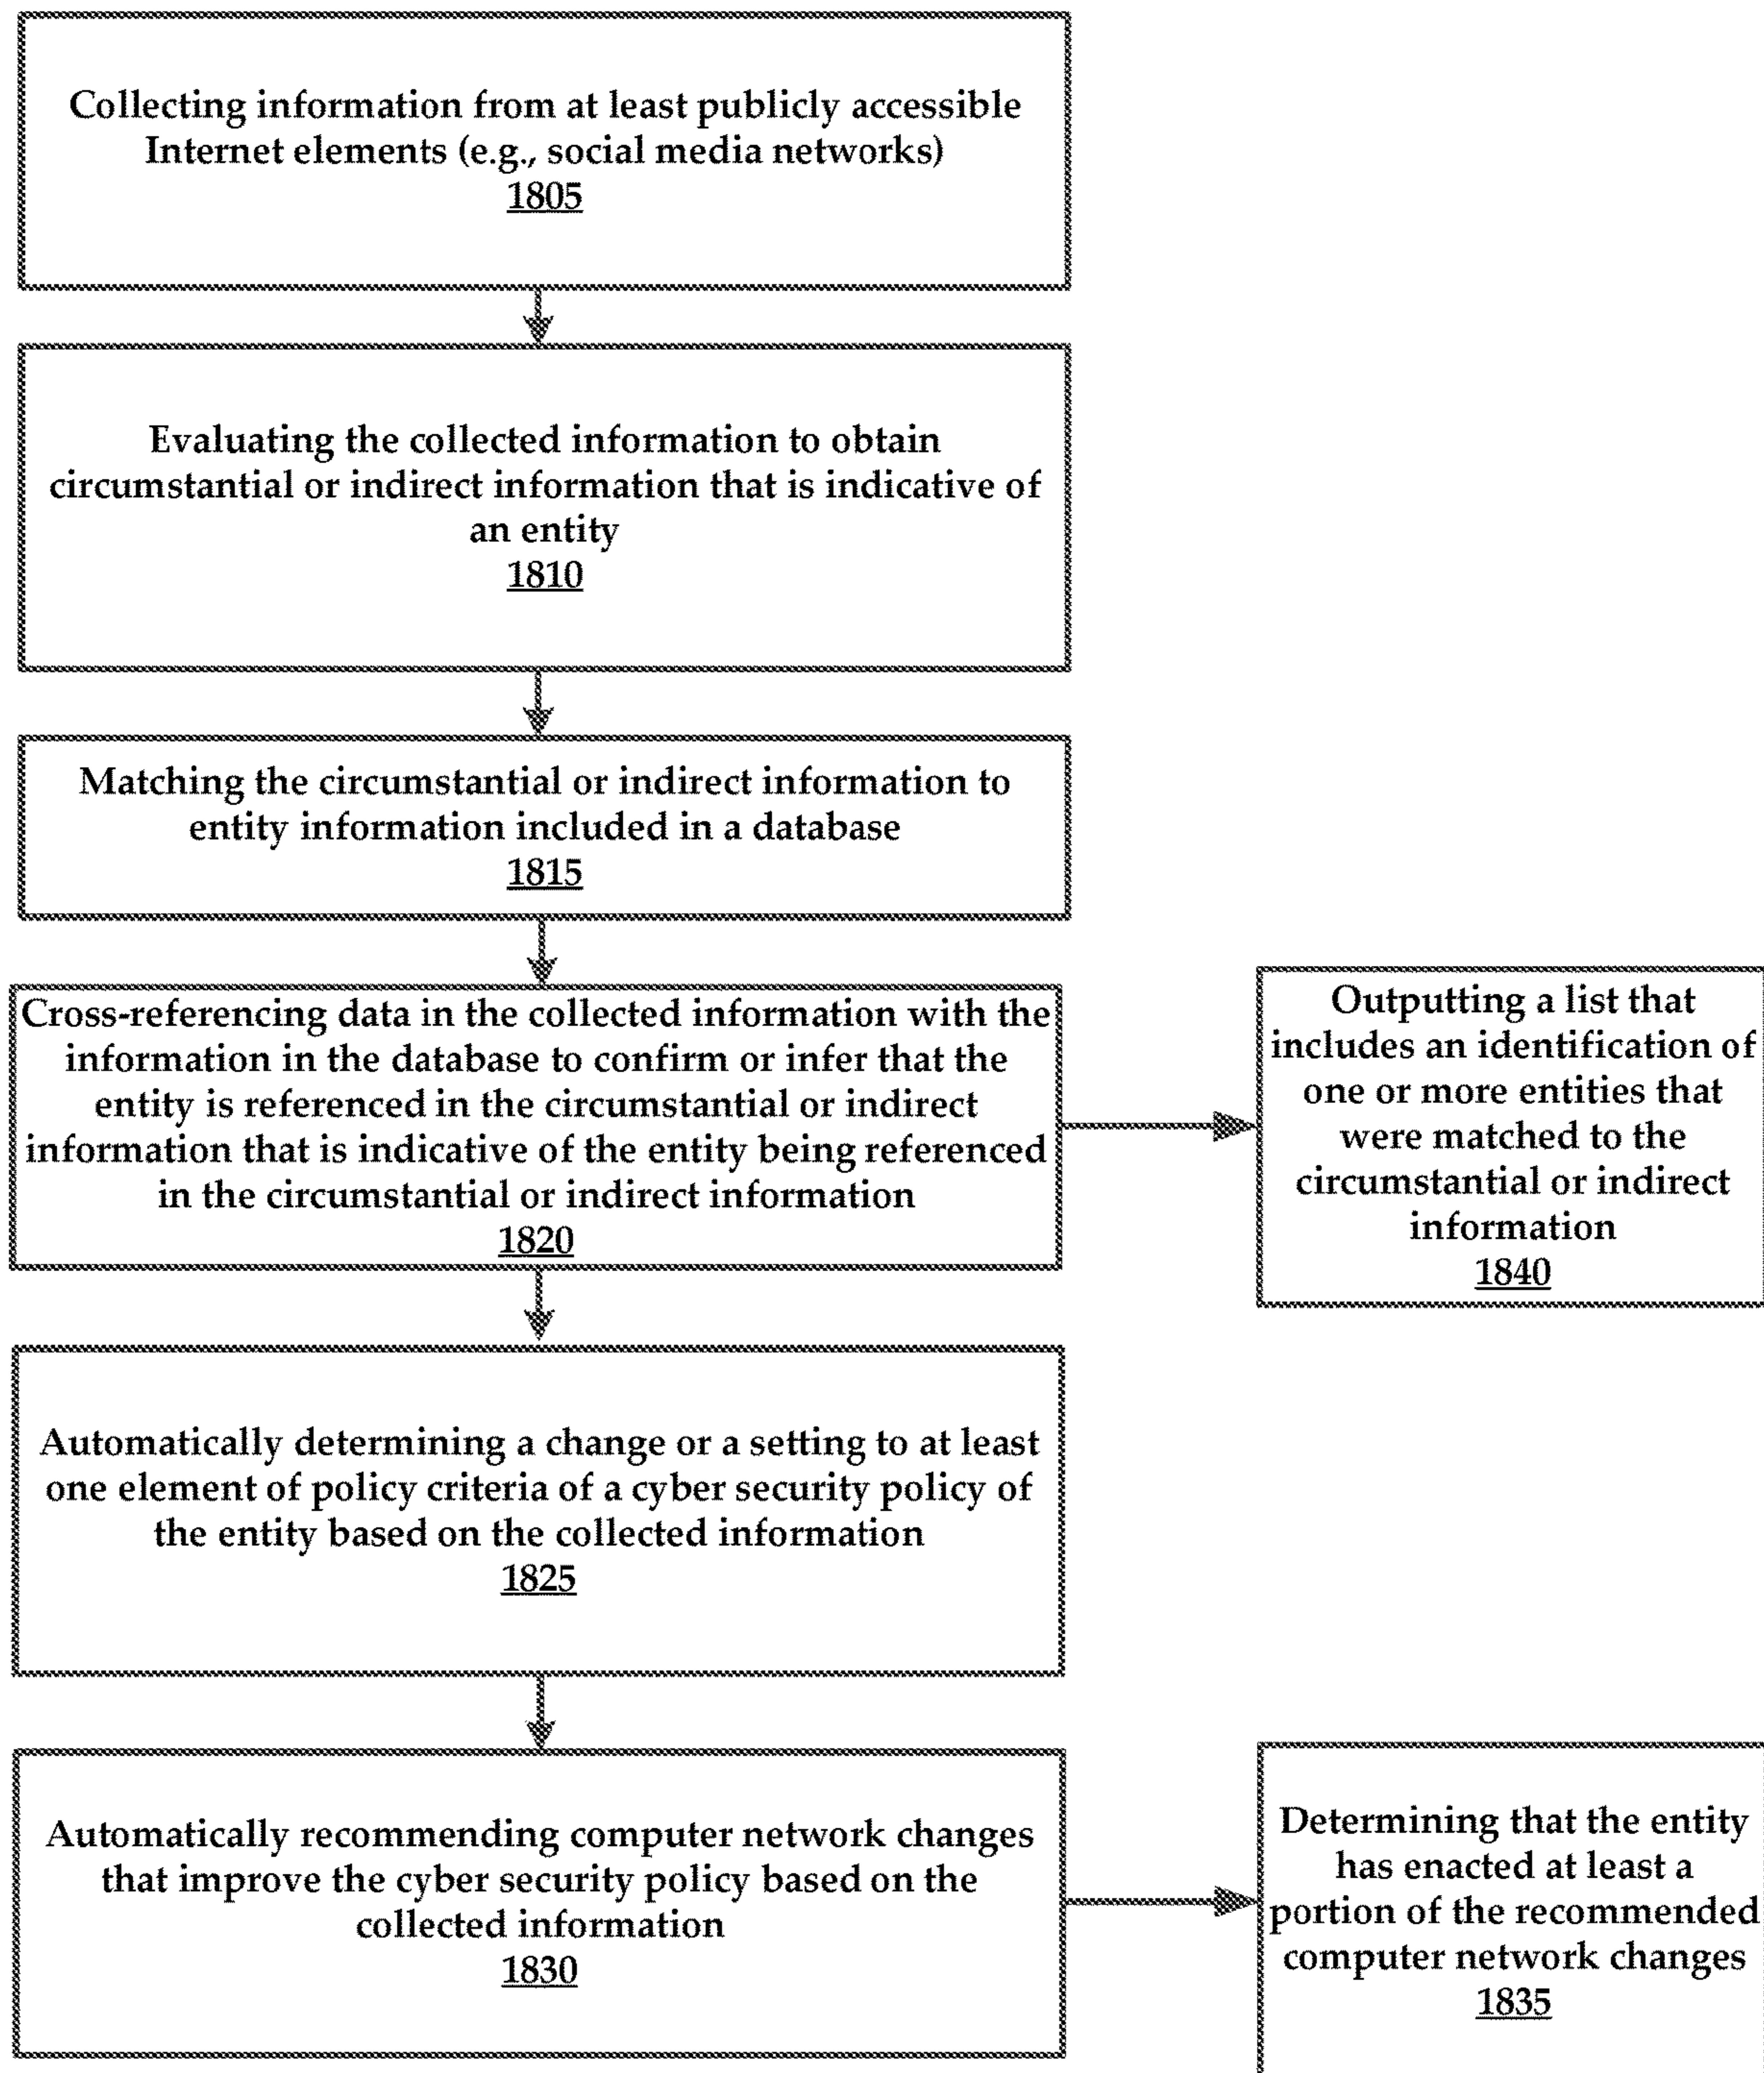 Collecting information from at least publicly accessible
Internet elements (e.g., social media networks)
1805
Evaluating the collected information to obtain
circumstantial or indirect information that is indicative of
an entity
1810
Matching the circumstantial or indirect information to
entity information included in a database
1815
Cross-referencing data in the collected information with the
information in the database to confirm or infer that the
entity is referenced in the circumstantial or indirect
information that is indicative of the entity being referenced
in the circumstantial or indirect information
1820
Outputting a list that
includes an identification of
one or more entities that
were matched to the
circumstantial or indirect
information
1840
Automatically determining a change or a setting to at least
one element of policy criteria of a cyber security policy of
the entity based on the collected information
1825
Automatically recommending computer network changes
that improve the cyber security policy based on the
collected information
1830
Determining that the entity
has enacted at least a
portion of the recommended
computer network changes
1835